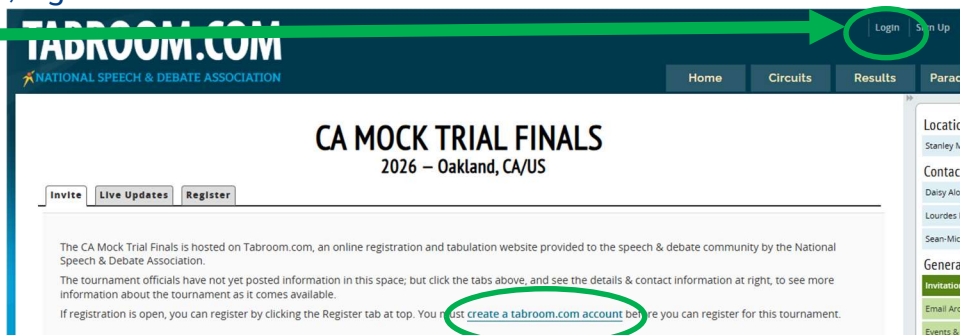 TABROOM.COM
Login
Sign Up
NATIONAL SPEECH & DEBATE ASSOCIATION
Home
Circuits
Results
CA MOCK TRIAL FINALS
2026 — Oakland, CA/US
Invite
Live Updates
Register
The CA Mock Trial Finals is hosted on Tabroom.com, an online registration and tabulation website provided to the speech & debate community by the National
Speech & Debate Association.
The tournament officials have not yet posted information in this space; but click the tabs above, and see the details & contact information at right, to see more
information about the tournament as it comes available.
If registration is open, you can register by clicking the Register tab at top. You must create a tabroom.com account before you can register for this tournament.
Stanley
Daisy
Lourdes
Email
Events &